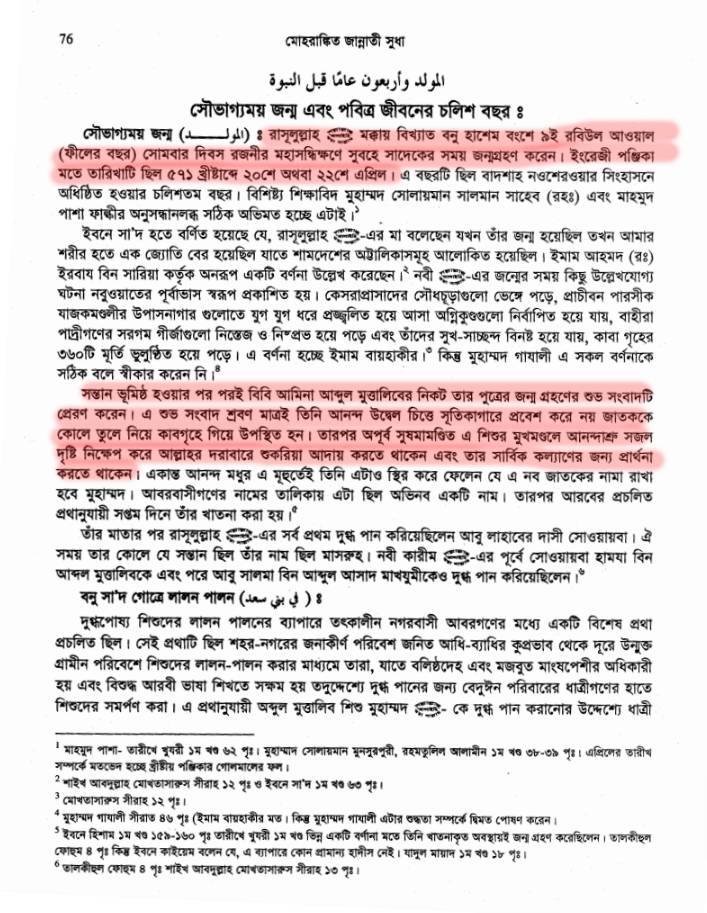 76
মোহরাঙ্কিত জান্নাতী সুধা
المولد وأربعون عامًا قبل النبوة
সৌভাগ্যময় জন্ম এবং পবিত্র জীবনের চলিশ বছর ঃ
সৌভাগ্যময় জন্ম (المولــــــد) ঃ রাসূলুল্লাহ ﷺ মক্কায় বিখ্যাত বনু হাশেম বংশে ৯ই রবিউল আওয়াল
(ফীলের বছর) সোমবার দিবস রজনীর মহাসন্ধিক্ষণে সুবহে সাদেকের সময় জন্মগ্রহণ করেন। ইংরেজী পঞ্জিকা
মতে তারিখটি ছিল ৫৭১ খ্রীষ্টাব্দে ২০শে অথবা ২২শে এপ্রিল। এ বছরটি ছিল বাদশাহ নওশেরওয়ার সিংহাসনে
অধিষ্ঠিত হওয়ার চলিশতম বছর। বিশিষ্ট শিক্ষাবিদ মুহাম্মদ সোলায়মান সালমান সাহেব (রহঃ) এবং মাহমুদ
পাশা ফাল্কীর অনুসন্ধানলব্ধ সঠিক অভিমত হচ্ছে এটাই।¹
ইবনে সা'দ হতে বর্ণিত হয়েছে যে, রাসূলুল্লাহ ﷺ-এর মা বলেছেন যখন তাঁর জন্ম হয়েছিল তখন আমার
শরীর হতে এক জ্যোতি বের হয়েছিল যাতে শামদেশের অট্টালিকাসমূহ আলোকিত হয়েছিল। ইমাম আহমদ (রঃ)
ইরবায বিন সারিয়া কর্তৃক অনরূপ একটি বর্ণনা উল্লেখ করেছেন।² নবী ﷺ-এর জন্মের সময় কিছু উল্লেখযোগ্য
ঘটনা নবুওয়াতের পূর্বাভাস স্বরূপ প্রকাশিত হয়। কেসরাপ্রাসাদের সৌধচূড়াগুলো ভেঙ্গে পড়ে, প্রাচীবন পারসীক
যাজকমণ্ডলীর উপাসনাগার গুলোতে যুগ যুগ ধরে প্রজ্জ্বলিত হয়ে আসা অগ্নিকুণ্ডগুলো নির্বাপিত হয়ে যায়, বাহীরা
পাদ্রীগণের সরগম গীর্জাগুলো নিস্তেজ ও নিষ্প্রভ হয়ে পড়ে এবং তাঁদের সুখ-সাচ্ছন্দ বিনষ্ট হয়ে যায়, কাবা গৃহের
৩৬০টি মূর্তি ভুলুণ্ঠিত হয়ে পড়ে। এ বর্ণনা হচ্ছে ইমাম বায়হাকীর।³ কিন্তু মুহাম্মদ গাযালী এ সকল বর্ণনাকে
সঠিক বলে স্বীকার করেন নি।⁴
সন্তান ভূমিষ্ঠ হওয়ার পর পরই বিবি আমিনা আব্দুল মুত্তালিবের নিকট তার পুত্রের জন্ম গ্রহণের শুভ সংবাদটি
প্রেরণ করেন। এ শুভ সংবাদ শ্রবণ মাত্রই তিনি আনন্দ উদ্বেল চিত্তে সূতিকাগারে প্রবেশ করে নয় জাতককে
কোলে তুলে নিয়ে কাবগৃহে গিয়ে উপস্থিত হন। তারপর অপূর্ব সুষমামণ্ডিত এ শিশুর মুখমণ্ডলে আনন্দাশ্রু সজল
দৃষ্টি নিক্ষেপ করে আল্লাহর দরাবারে শুকরিয়া আদায় করতে থাকেন এবং তার সার্বিক কল্যাণের জন্য প্রার্থনা
করতে থাকেন। একান্ত আনন্দ মধুর এ মূহুর্তেই তিনি এটাও স্থির করে ফেলেন যে এ নব জাতকের নামা রাখা
হবে মুহাম্মদ। আবরবাসীগণের নামের তালিকায় এটা ছিল অভিনব একটি নাম। তারপর আরবের প্রচলিত
প্রথানুযায়ী সপ্তম দিনে তাঁর খাতনা করা হয়।⁵
তাঁর মাতার পর রাসূলুল্লাহ ﷺ-এর সর্ব প্রথম দুগ্ধ পান করিয়েছিলেন আবু লাহাবের দাসী সোওয়ায়বা। ঐ
সময় তার কোলে যে সন্তান ছিল তাঁর নাম ছিল মাসরুহ। নবী কারীম ﷺ-এর পূর্বে সোওয়ায়বা হামযা বিন
আব্দল মুত্তালিবকে এবং পরে আবু সালমা বিন আব্দুল আসাদ মাখযুমীকেও দুগ্ধ পান করিয়েছিলেন।⁶
বনু সা'দ গোত্রে লালন পালন (في بني سعد) ঃ
দুগ্ধপোষ্য শিশুদের লালন পালনের ব্যাপারে তৎকালীন নগরবাসী আবরগণের মধ্যে একটি বিশেষ প্রথা
প্রচলিত ছিল। সেই প্রথাটি ছিল শহর-নগরের জনাকীর্ণ পরিবেশ জনিত আধি-ব্যাধির কুপ্রভাব থেকে দূরে উন্মুক্ত
গ্রামীন পরিবেশে শিশুদের লালন-পালন করার মাধ্যমে তারা, যাতে বলিষ্ঠদেহ এবং মজবুত মাংষপেশীর অধিকারী
হয় এবং বিশুদ্ধ আরবী ভাষা শিখতে সক্ষম হয় তদুদ্দেশ্যে দুগ্ধ পানের জন্য বেদুঈন পরিবারের ধাত্রীগণের হাতে
শিশুদের সমর্পণ করা। এ প্রথানুযায়ী অব্দুল মুত্তালিব শিশু মুহাম্মদ ﷺ- কে দুগ্ধ পান করানোর উদ্দেশ্যে ধাত্রী
¹ মাহমুদ পাশা- তারীখে খুযরী ১ম খণ্ড ৬২ পৃঃ। মুহাম্মাদ সোলায়মান মুনসুরপুরী, রহমতুলিল আলামীন ১ম খণ্ড ৩৮-৩৯ পৃঃ। এপ্রিলের তারীখ
সম্পর্কে মতভেদ হচ্ছে খ্রীষ্টীয় পঞ্জিকার গোলমালের ফল।
² শাইখ আবদুল্লাহ মোখতাসারুস সীরাহ ১২ পৃঃ ও ইবনে সা'দ ১ম খণ্ড ৬৩ পৃঃ।
³ মোখতাসারুস সীরাহ ১২ পৃঃ।
⁴ মুহাম্মদ গাযালী সীরাত ৪৬ পৃঃ (ইমাম বায়হাকীর মত। কিন্তু মুহাম্মদ গাযালী এটার শুদ্ধতা সম্পর্কে দ্বিমত পোষণ করেন।
⁵ ইবনে হিশাম ১ম খণ্ড ১৫৯-১৬০ পৃঃ তারীখে খুযরী ১ম খণ্ড ভিন্ন একটি বর্ণনা মতে তিনি খাতনাকৃত অবস্থায়ই জন্ম গ্রহণ করেছিলেন। তালকীহুল
ফোহুম ৪ পৃঃ কিন্তু ইবনে কাইয়েম বলেন যে, এ ব্যাপারে কোন প্রামান্য হাদীস নেই। যাদুল মায়াদ ১ম খণ্ড ১৮ পৃঃ।
⁶ তালকীহুল ফোহুম ৪ পৃঃ শাইখ আবদুল্লাহ মোখতাসারুস সীরাহ ১৩ পৃঃ।